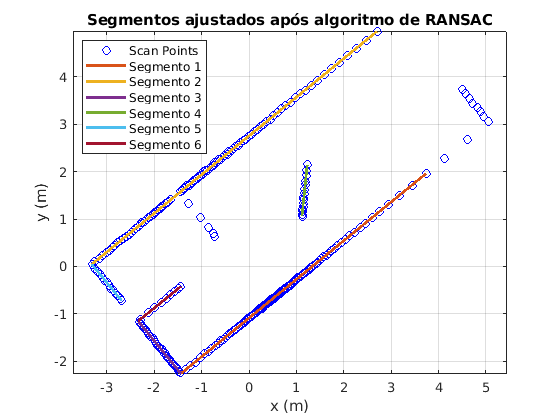 Segmentos ajustados após algoritmo de RANSAC
Scan Points
Segmento 1
Segmento 2
Segmento 3
Segmento 4
Segmento 5
Segmento 6
4
3
2
1
0
-1
-2
y (m)
-3 -2 -1 0 1 2 3 4 5
x (m)